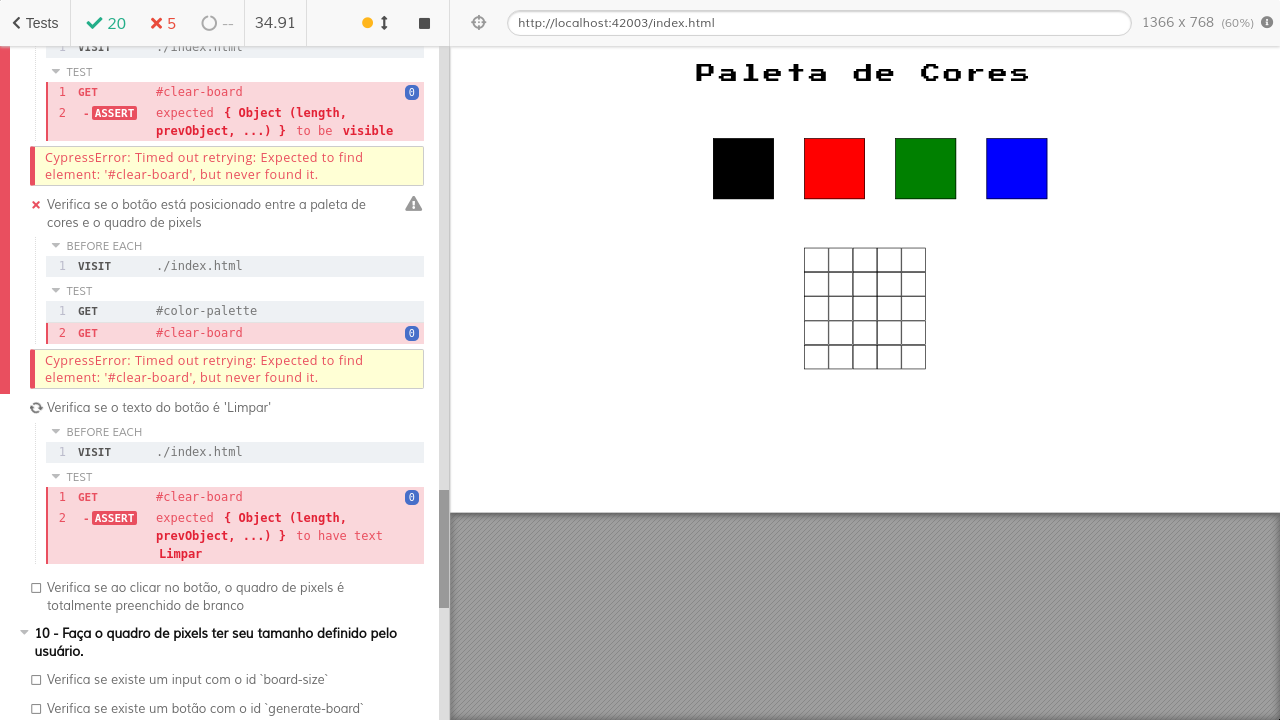 Tests
20
5
--
34.91
http://localhost:42003/index.html
1366 x 768 (60%)
1 VISIT ./index.html
TEST
1 GET #clear-board 0
2 - ASSERT expected { Object (length,
prevObject, ...) } to be visible
CypressError: Timed out retrying: Expected to find
element: '#clear-board', but never found it.
Verifica se o botão está posicionado entre a paleta de
cores e o quadro de pixels
BEFORE EACH
1 VISIT ./index.html
TEST
1 GET #color-palette
2 GET #clear-board 0
CypressError: Timed out retrying: Expected to find
element: '#clear-board', but never found it.
Verifica se o texto do botão é 'Limpar'
BEFORE EACH
1 VISIT ./index.html
TEST
1 GET #clear-board 0
2 - ASSERT expected { Object (length,
prevObject, ...) } to have text
Limpar
Verifica se ao clicar no botão, o quadro de pixels é
totalmente preenchido de branco
10 - Faça o quadro de pixels ter seu tamanho definido pelo
usuário.
Verifica se existe um input com o id `board-size`
Verifica se existe um botão com o id `generate-board`
Paleta de Cores